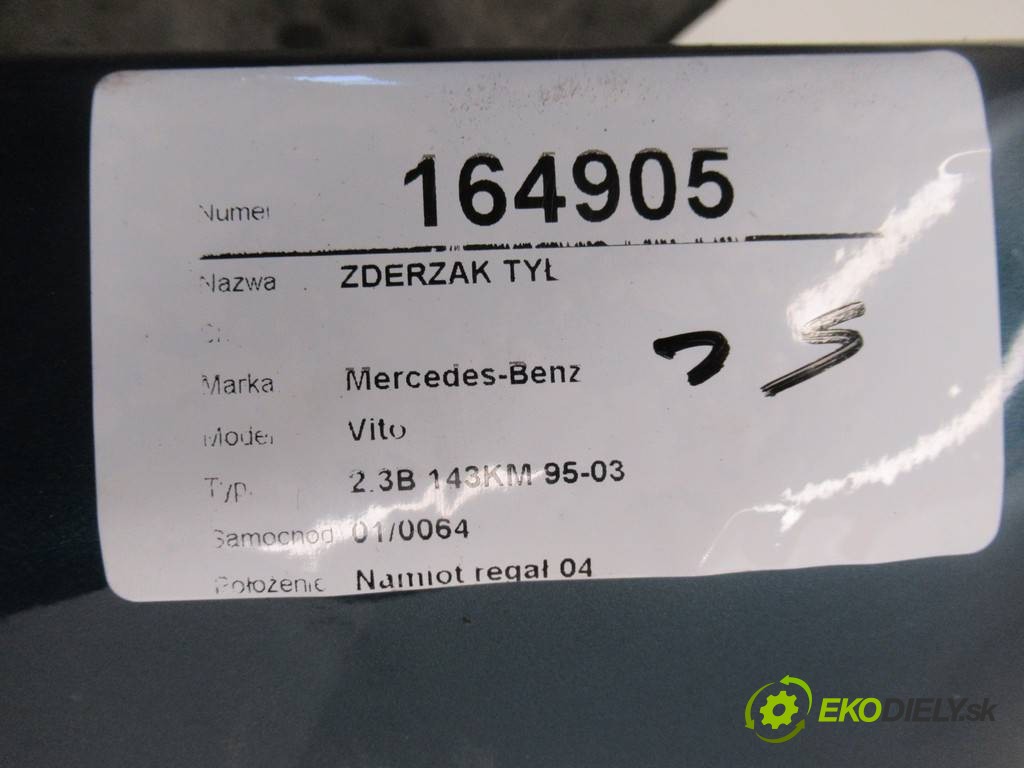 Numer 164905
Nazwa ZDERZAK TYŁ
Marka Mercedes-Benz
Model Vito
Typ 2.3B 143KM 95-03
Samochod 01/0064
Położenie Namiot regał 04
EKODIELY.sk